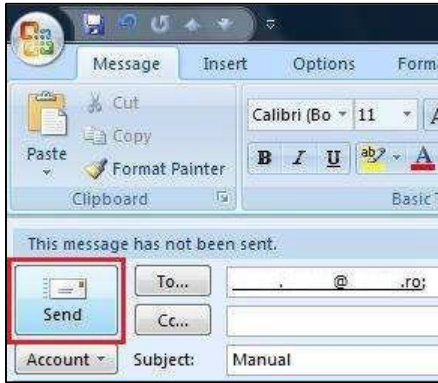 Message Insert Options Form
Cut
Calibri (Bo 11 A
Copy
Paste
Format Painter
B I U ab A
Clipboard Basic
This message has not been sent.
To... . @ .ro;
Send
Cc...
Account Subject: Manual